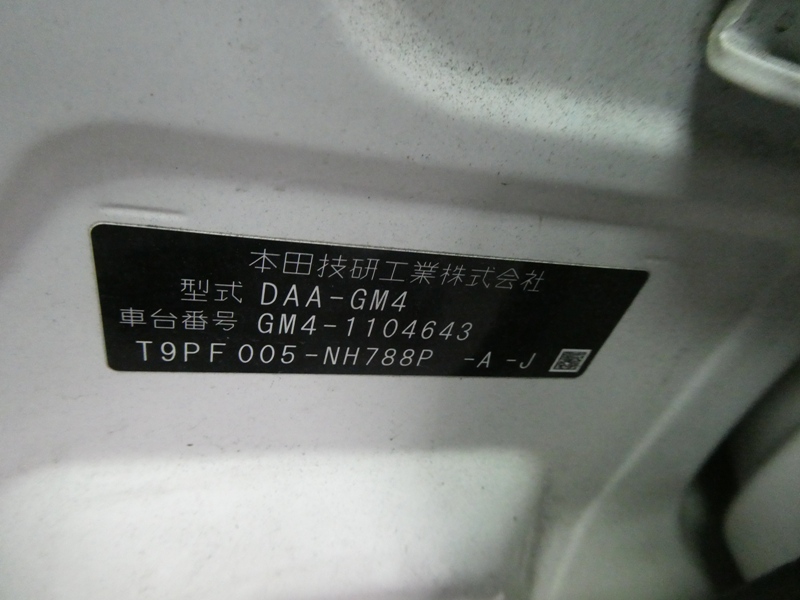 本田技研工業株式会社
型式 DAA-GM4
車台番号 GM4-1104643
T9PF005-NH788P -A -J